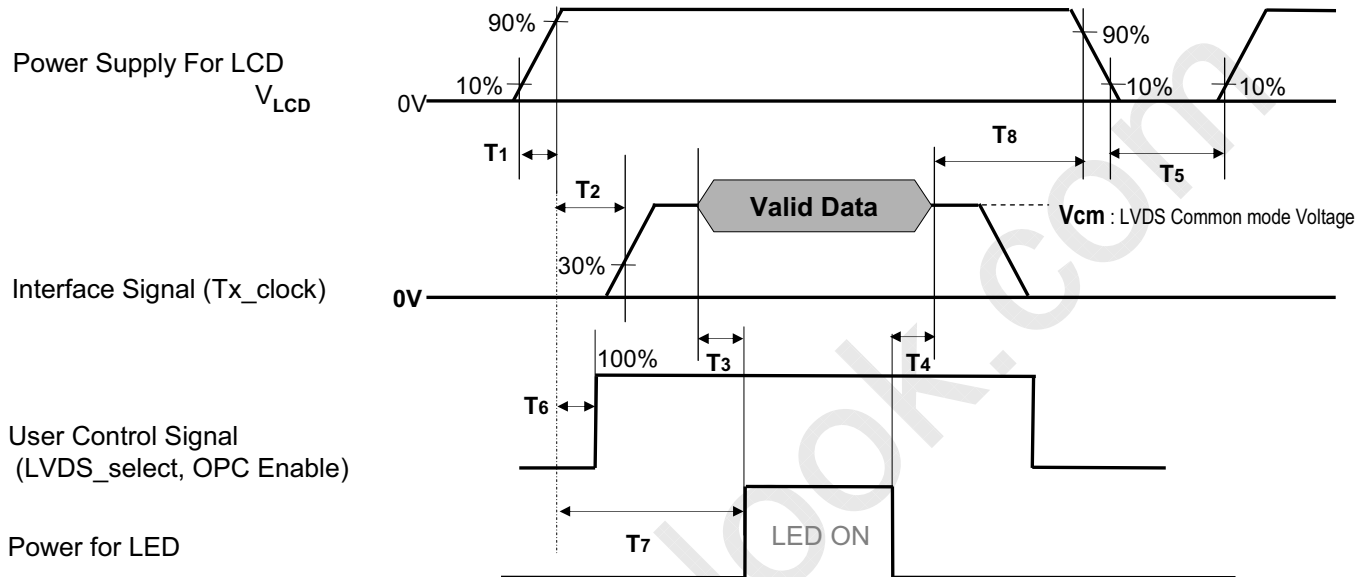 90%
90%
Power Supply For LCD
VLCD
10%
10%
10%
0V
T1
T8
T5
T2
Valid Data
Vcm : LVDS Common mode Voltage
30%
Interface Signal (Tx_clock)
0V
100%
T3
T4
T6
User Control Signal
(LVDS_select, OPC Enable)
T7
LED ON
Power for LED
look.com